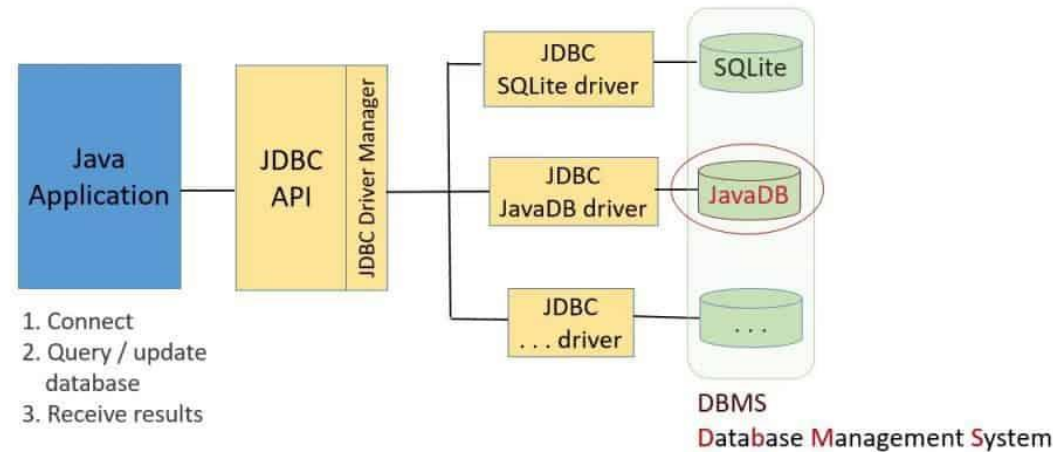 Java
Application
JDBC
API
JDBC Driver Manager
JDBC
SQLite driver
SQLite
JDBC
JavaDB driver
JavaDB
JDBC
. . . driver
. . .
1. Connect
2. Query / update
database
3. Receive results
DBMS
Database Management System